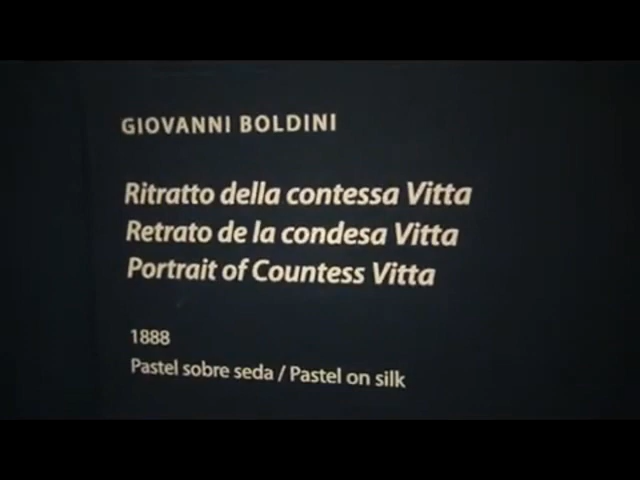 GIOVANNI BOLDINI
Ritratto della contessa Vitta
Retrato de la condesa Vitta
Portrait of Countess Vitta
1888
Pastel sobre seda / Pastel on silk